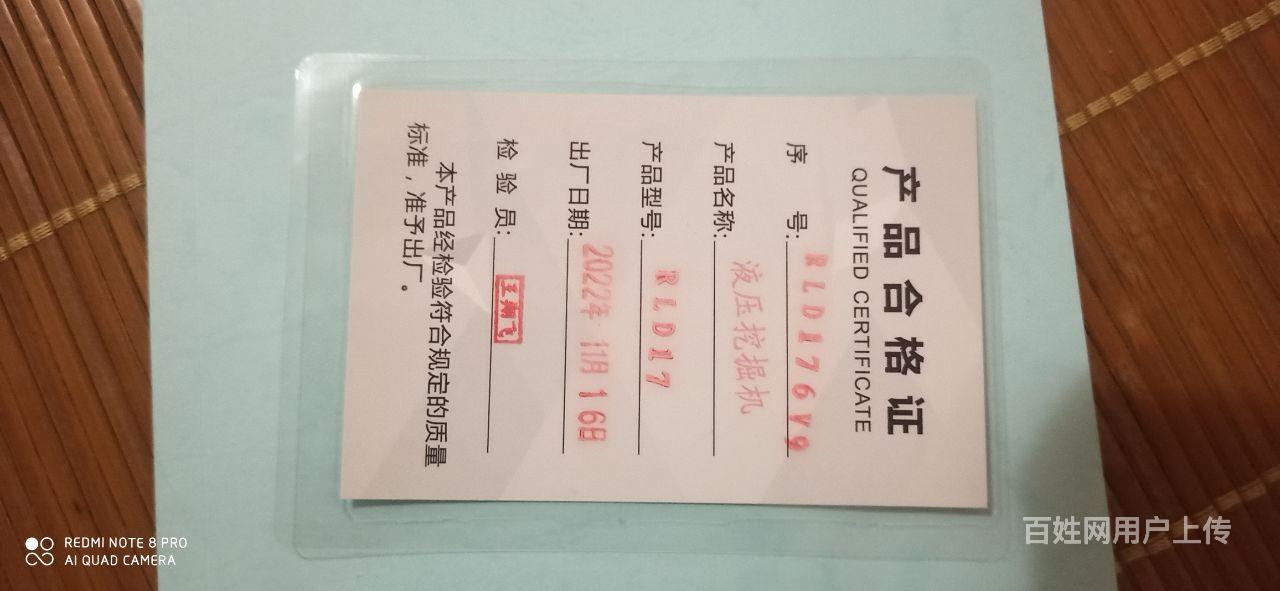 产品合格证
QUALIFIED CERTIFICATE
序 号: RLD176V9
产品名称: 液压挖掘机
产品型号: RLD17
出厂日期: 2022年 11月 16日
检 验 员: 王翔飞
本产品经检验符合规定的质量
标准，准予出厂。
REDMI NOTE 8 PRO
AI QUAD CAMERA
百姓网用户上传